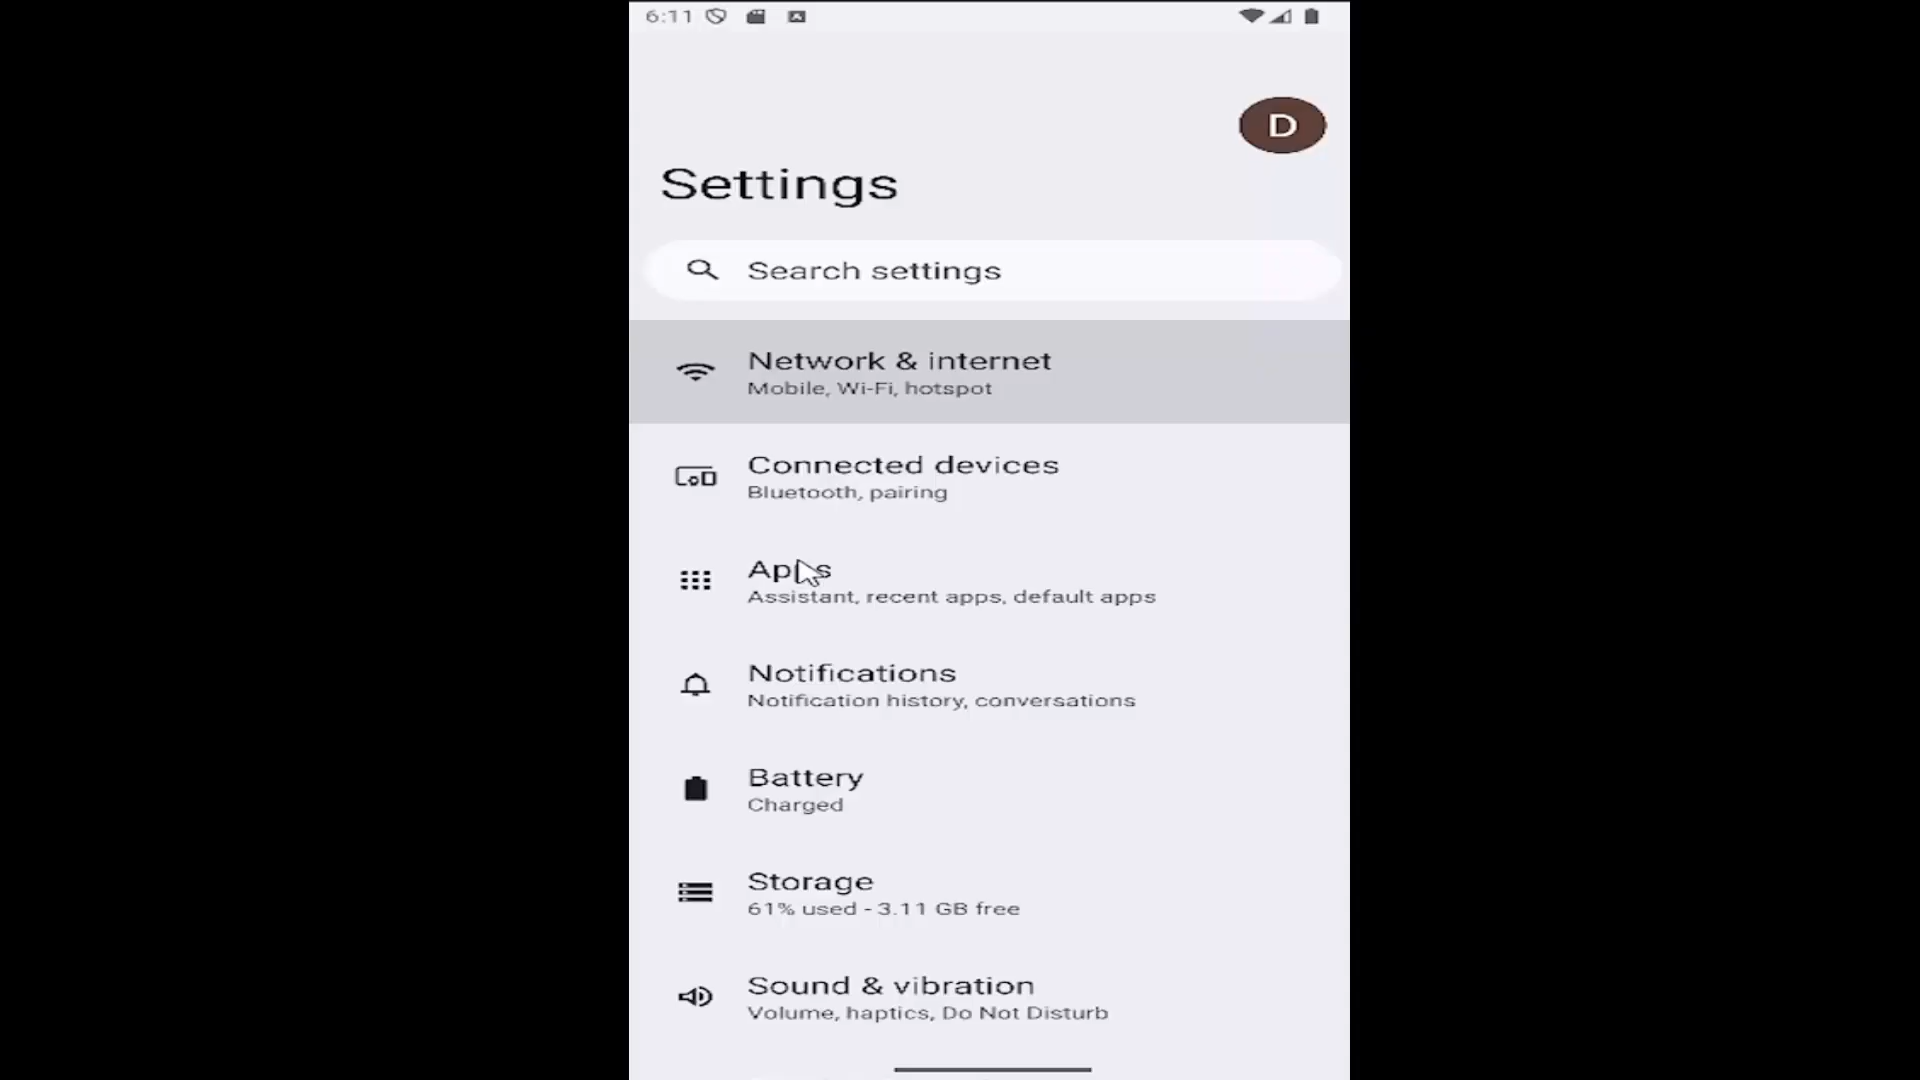 6:11
D
Settings
Search settings
Network & internet
Mobile, Wi-Fi, hotspot
Connected devices
Bluetooth, pairing
Apps
Assistant, recent apps, default apps
Notifications
Notification history, conversations
Battery
Charged
Storage
61% used - 3.11 GB free
Sound & vibration
Volume, haptics, Do Not Disturb